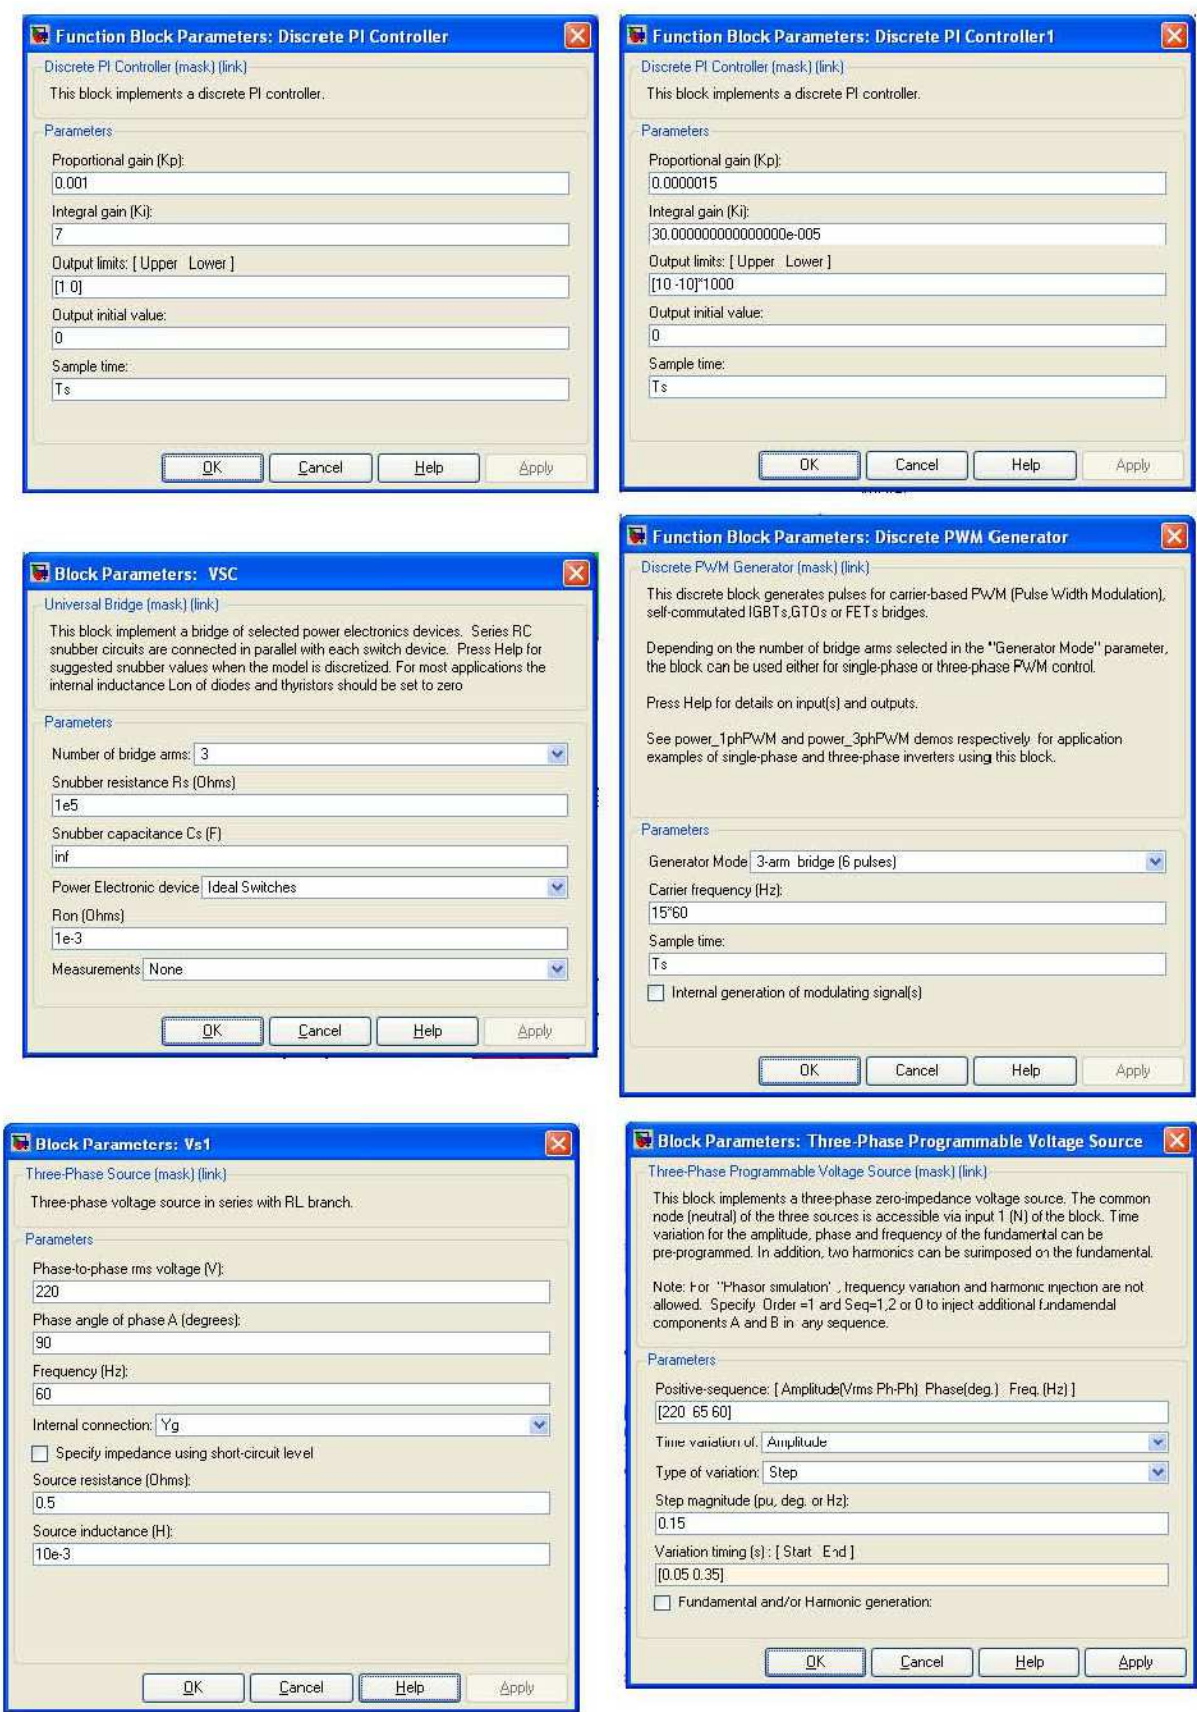 Function Block Parameters: Discrete PI Controller
Discrete PI Controller (mask) (link)
This block implements a discrete PI controller.
Parameters
Proportional gain (Kp):
0.001
Integral gain (Ki):
7
Output limits: [ Upper Lower ]
[1 0]
Output initial value:
0
Sample time:
Ts
OK Cancel Help Apply
Function Block Parameters: Discrete PI Controller1
Discrete PI Controller (mask) (link)
This block implements a discrete PI controller.
Parameters
Proportional gain (Kp):
0.0000015
Integral gain (Ki):
30.000000000000000e-005
Output limits: [ Upper Lower ]
[10 -10]*1000
Output initial value:
0
Sample time:
Ts
OK Cancel Help Apply
Block Parameters: VSC
Universal Bridge (mask) (link)
This block implement a bridge of selected power electronics devices. Series RC
snubber circuits are connected in parallel with each switch device. Press Help for
suggested snubber values when the model is discretized. For most applications the
internal inductance Lon of diodes and thyristors should be set to zero
Parameters
Number of bridge arms: 3
Snubber resistance Rs (Ohms)
1e5
Snubber capacitance Cs (F)
inf
Power Electronic device Ideal Switches
Ron (Ohms)
1e-3
Measurements None
OK Cancel Help Apply
Function Block Parameters: Discrete PWM Generator
Discrete PWM Generator (mask) (link)
This discrete block generates pulses for carrier-based PWM (Pulse Width Modulation),
self-commutated IGBTs,GTOs or FETs bridges.
Depending on the number of bridge arms selected in the "Generator Mode" parameter,
the block can be used either for single-phase or three-phase PWM control.
Press Help for details on input(s) and outputs.
See power_1phPWM and power_3phPWM demos respectively for application
examples of single-phase and three-phase inverters using this block.
Parameters
Generator Mode 3-arm bridge (6 pulses)
Carrier frequency (Hz):
15*60
Sample time:
Ts
Internal generation of modulating signal(s)
OK Cancel Help Apply
Block Parameters: Vs1
Three-Phase Source (mask) (link)
Three-phase voltage source in series with RL branch.
Parameters
Phase-to-phase rms voltage (V):
220
Phase angle of phase A (degrees):
90
Frequency (Hz):
60
Internal connection: Yg
Specify impedance using short-circuit level
Source resistance (Ohms):
0.5
Source inductance (H):
10e-3
OK Cancel Help Apply
Block Parameters: Three-Phase Programmable Voltage Source
Three-Phase Programmable Voltage Source (mask) (link)
This block implements a three-phase zero-impedance voltage source. The common
node (neutral) of the three sources is accessible via input 1 (N) of the block. Time
variation for the amplitude, phase and frequency of the fundamental can be
pre-programmed. In addition, two harmonics can be surimposed on the fundamental.
Note: For "Phasor simulation", frequency variation and harmonic injection are not
allowed. Specify Order =1 and Seq=1,2 or 0 to inject additional fundamendal
components A and B in any sequence.
Parameters
Positive-sequence: [ Amplitude(Vrms Ph-Ph) Phase(deg.) Freq. (Hz) ]
[220 65 60]
Time variation of: Amplitude
Type of variation: Step
Step magnitude (pu, deg. or Hz):
0.15
Variation timing (s) : [ Start End ]
[0.05 0.35]
Fundamental and/or Harmonic generation:
OK Cancel Help Apply